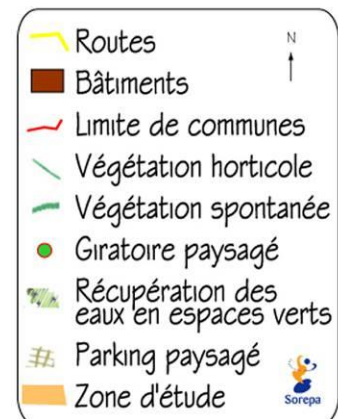 N
Routes
Bâtiments
Limite de communes
Végétation horticole
Végétation spontanée
Giratoire paysagé
Récupération des
eaux en espaces verts
Parking paysagé
Zone d'étude
Sorepa